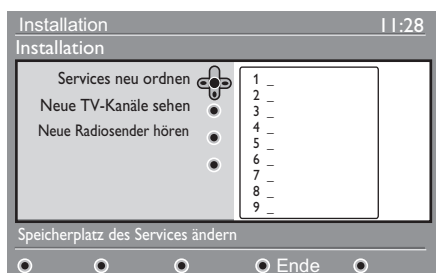 Installation 11:28
Installation
Services neu ordnen
Neue TV-Kanäle sehen
Neue Radiosender hören
1 _
2 _
3 _
4 _
5 _
6 _
7 _
8 _
9 _
Speicherplatz des Services ändern
Ende